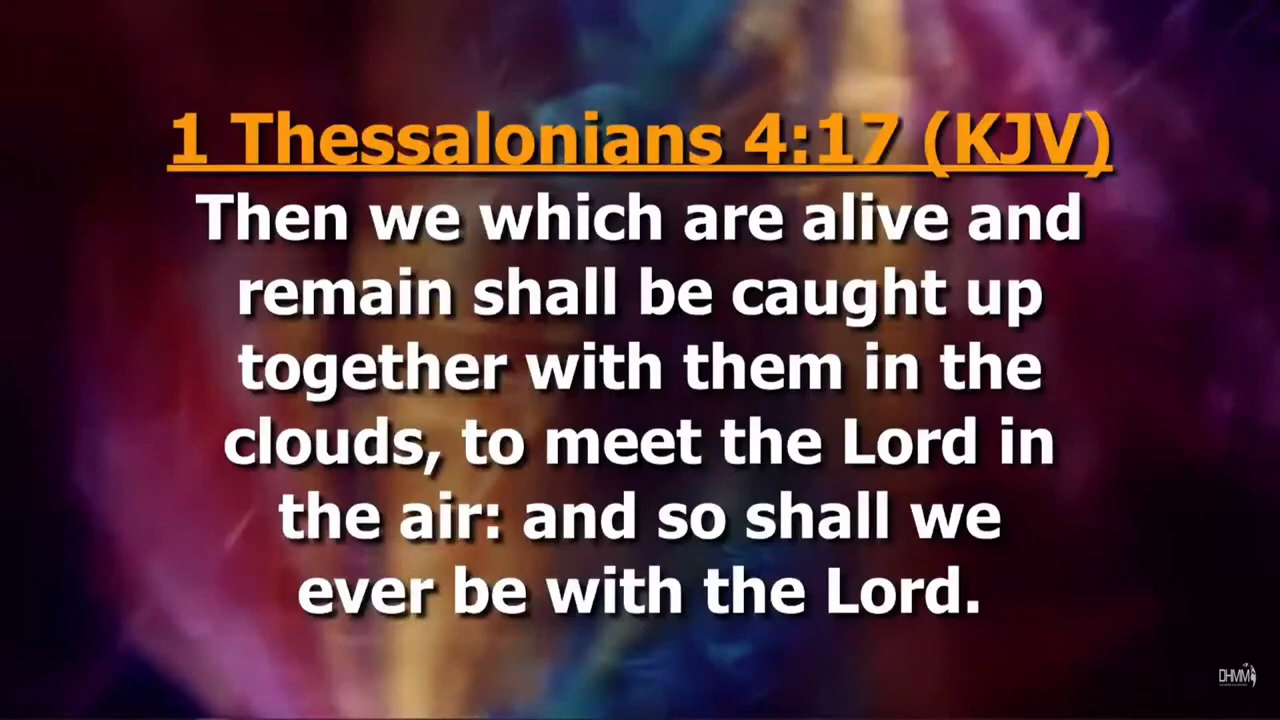 1 Thessalonians 4:17 (KJV)
Then we which are alive and
remain shall be caught up
together with them in the
clouds, to meet the Lord in
the air: and so shall we
ever be with the Lord.
DHMM